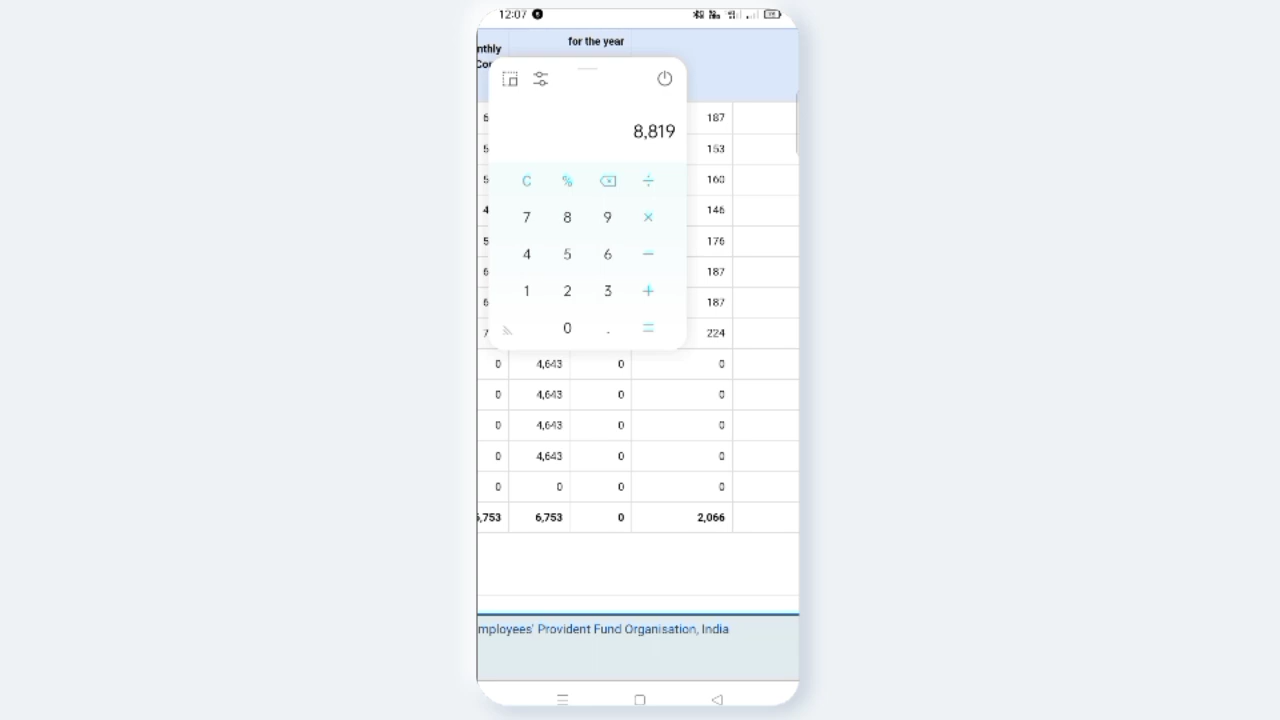 12:07
nthly
for the year
8,819
187
153
C % ÷
160
7 8 9 ×
146
4 5 6 −
176
187
1 2 3 +
187
0 . =
224
0 4,643 0 0
0 4,643 0 0
0 4,643 0 0
0 4,643 0 0
0 0 0 0
,753 6,753 0 2,066
mployees' Provident Fund Organisation, India